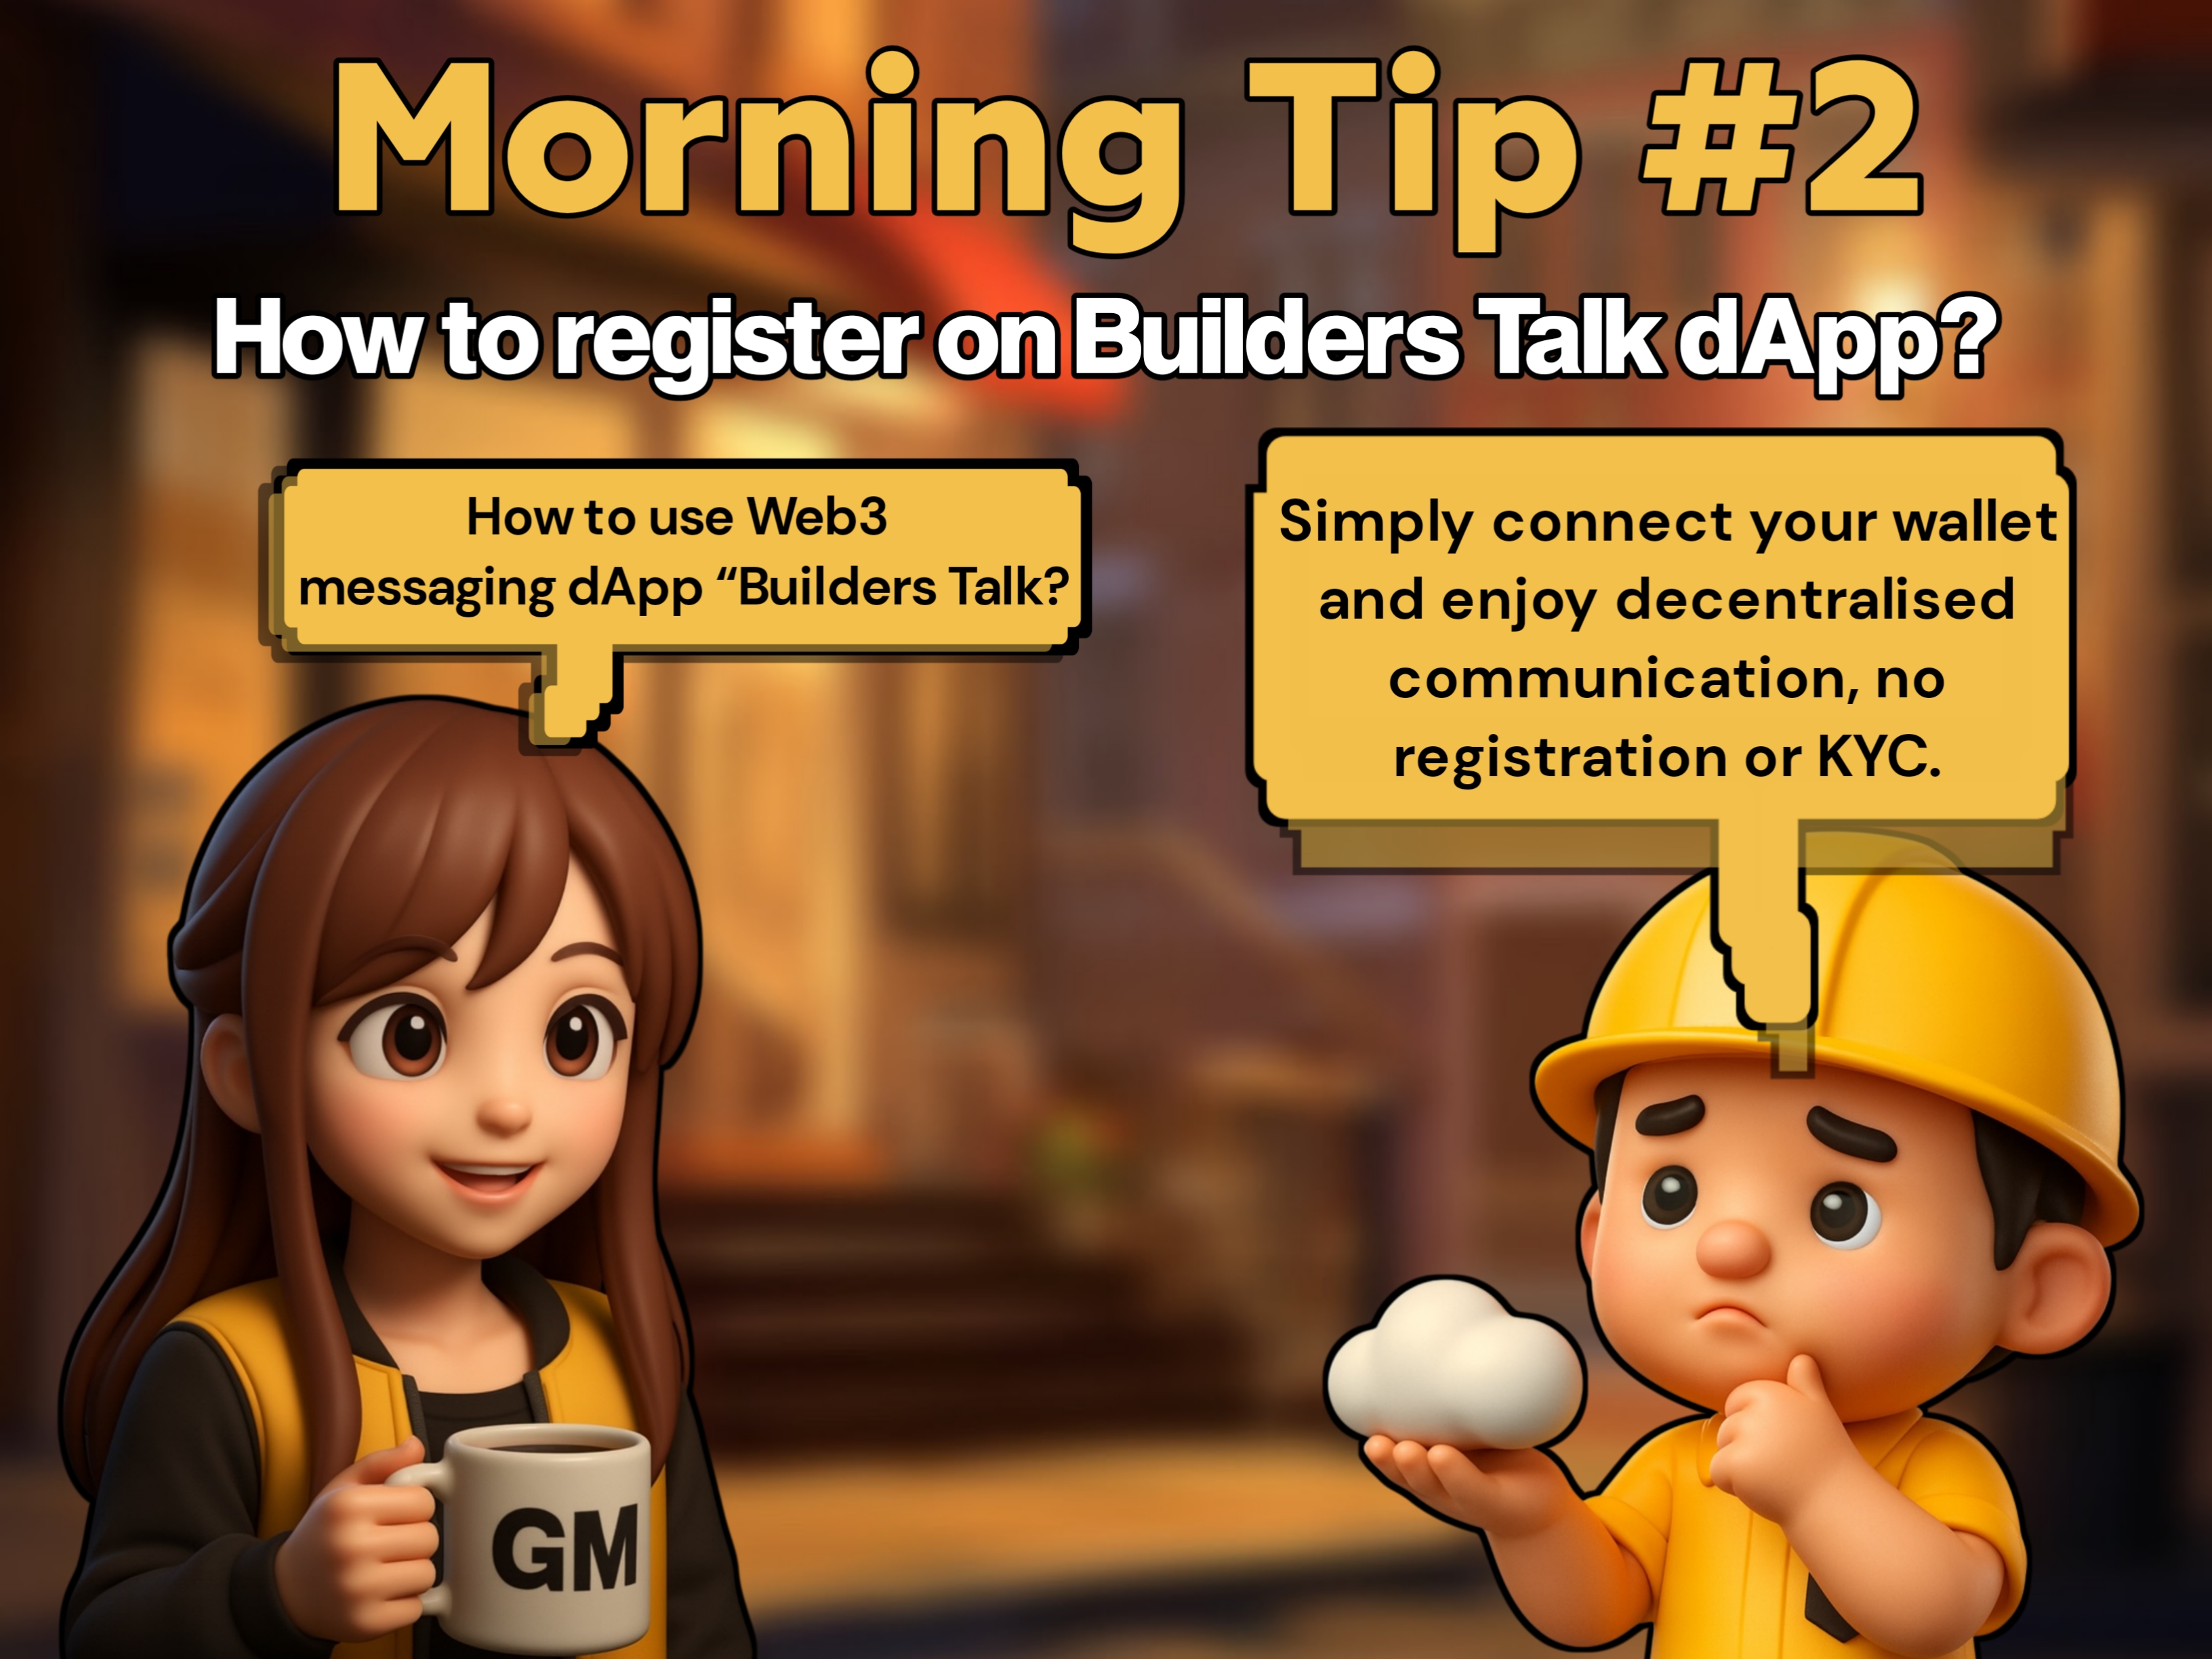 Morning Tip #2
How to register on Builders Talk dApp?
How to use Web3
messaging dApp “Builders Talk?
Simply connect your wallet
and enjoy decentralised
communication, no
registration or KYC.
GM